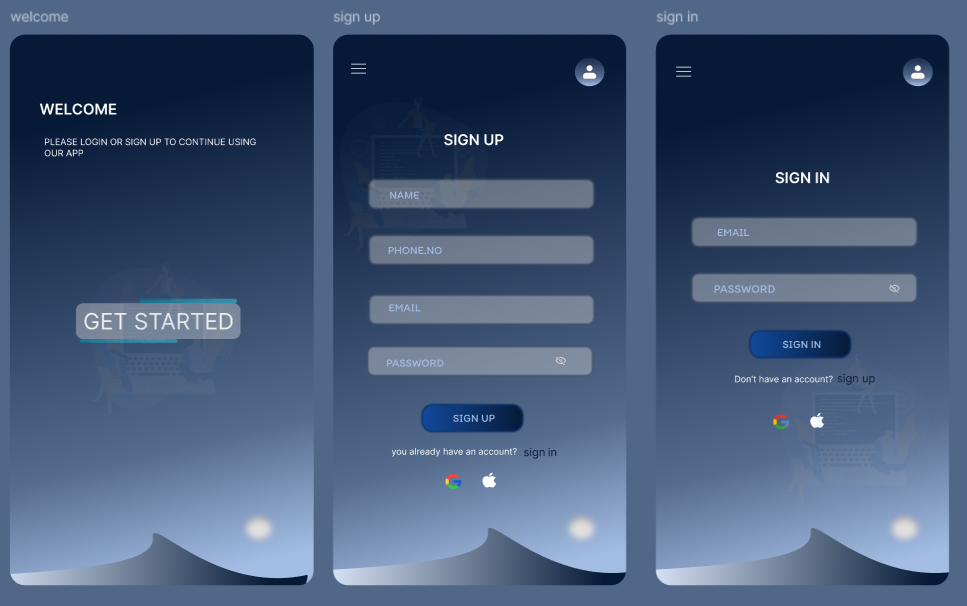 welcome
WELCOME
PLEASE LOGIN OR SIGN UP TO CONTINUE USING
OUR APP
GET STARTED
sign up
SIGN UP
NAME
PHONE.NO
EMAIL
PASSWORD
SIGN UP
you already have an account? sign in
sign in
SIGN IN
EMAIL
PASSWORD
SIGN IN
Don't have an account? sign up